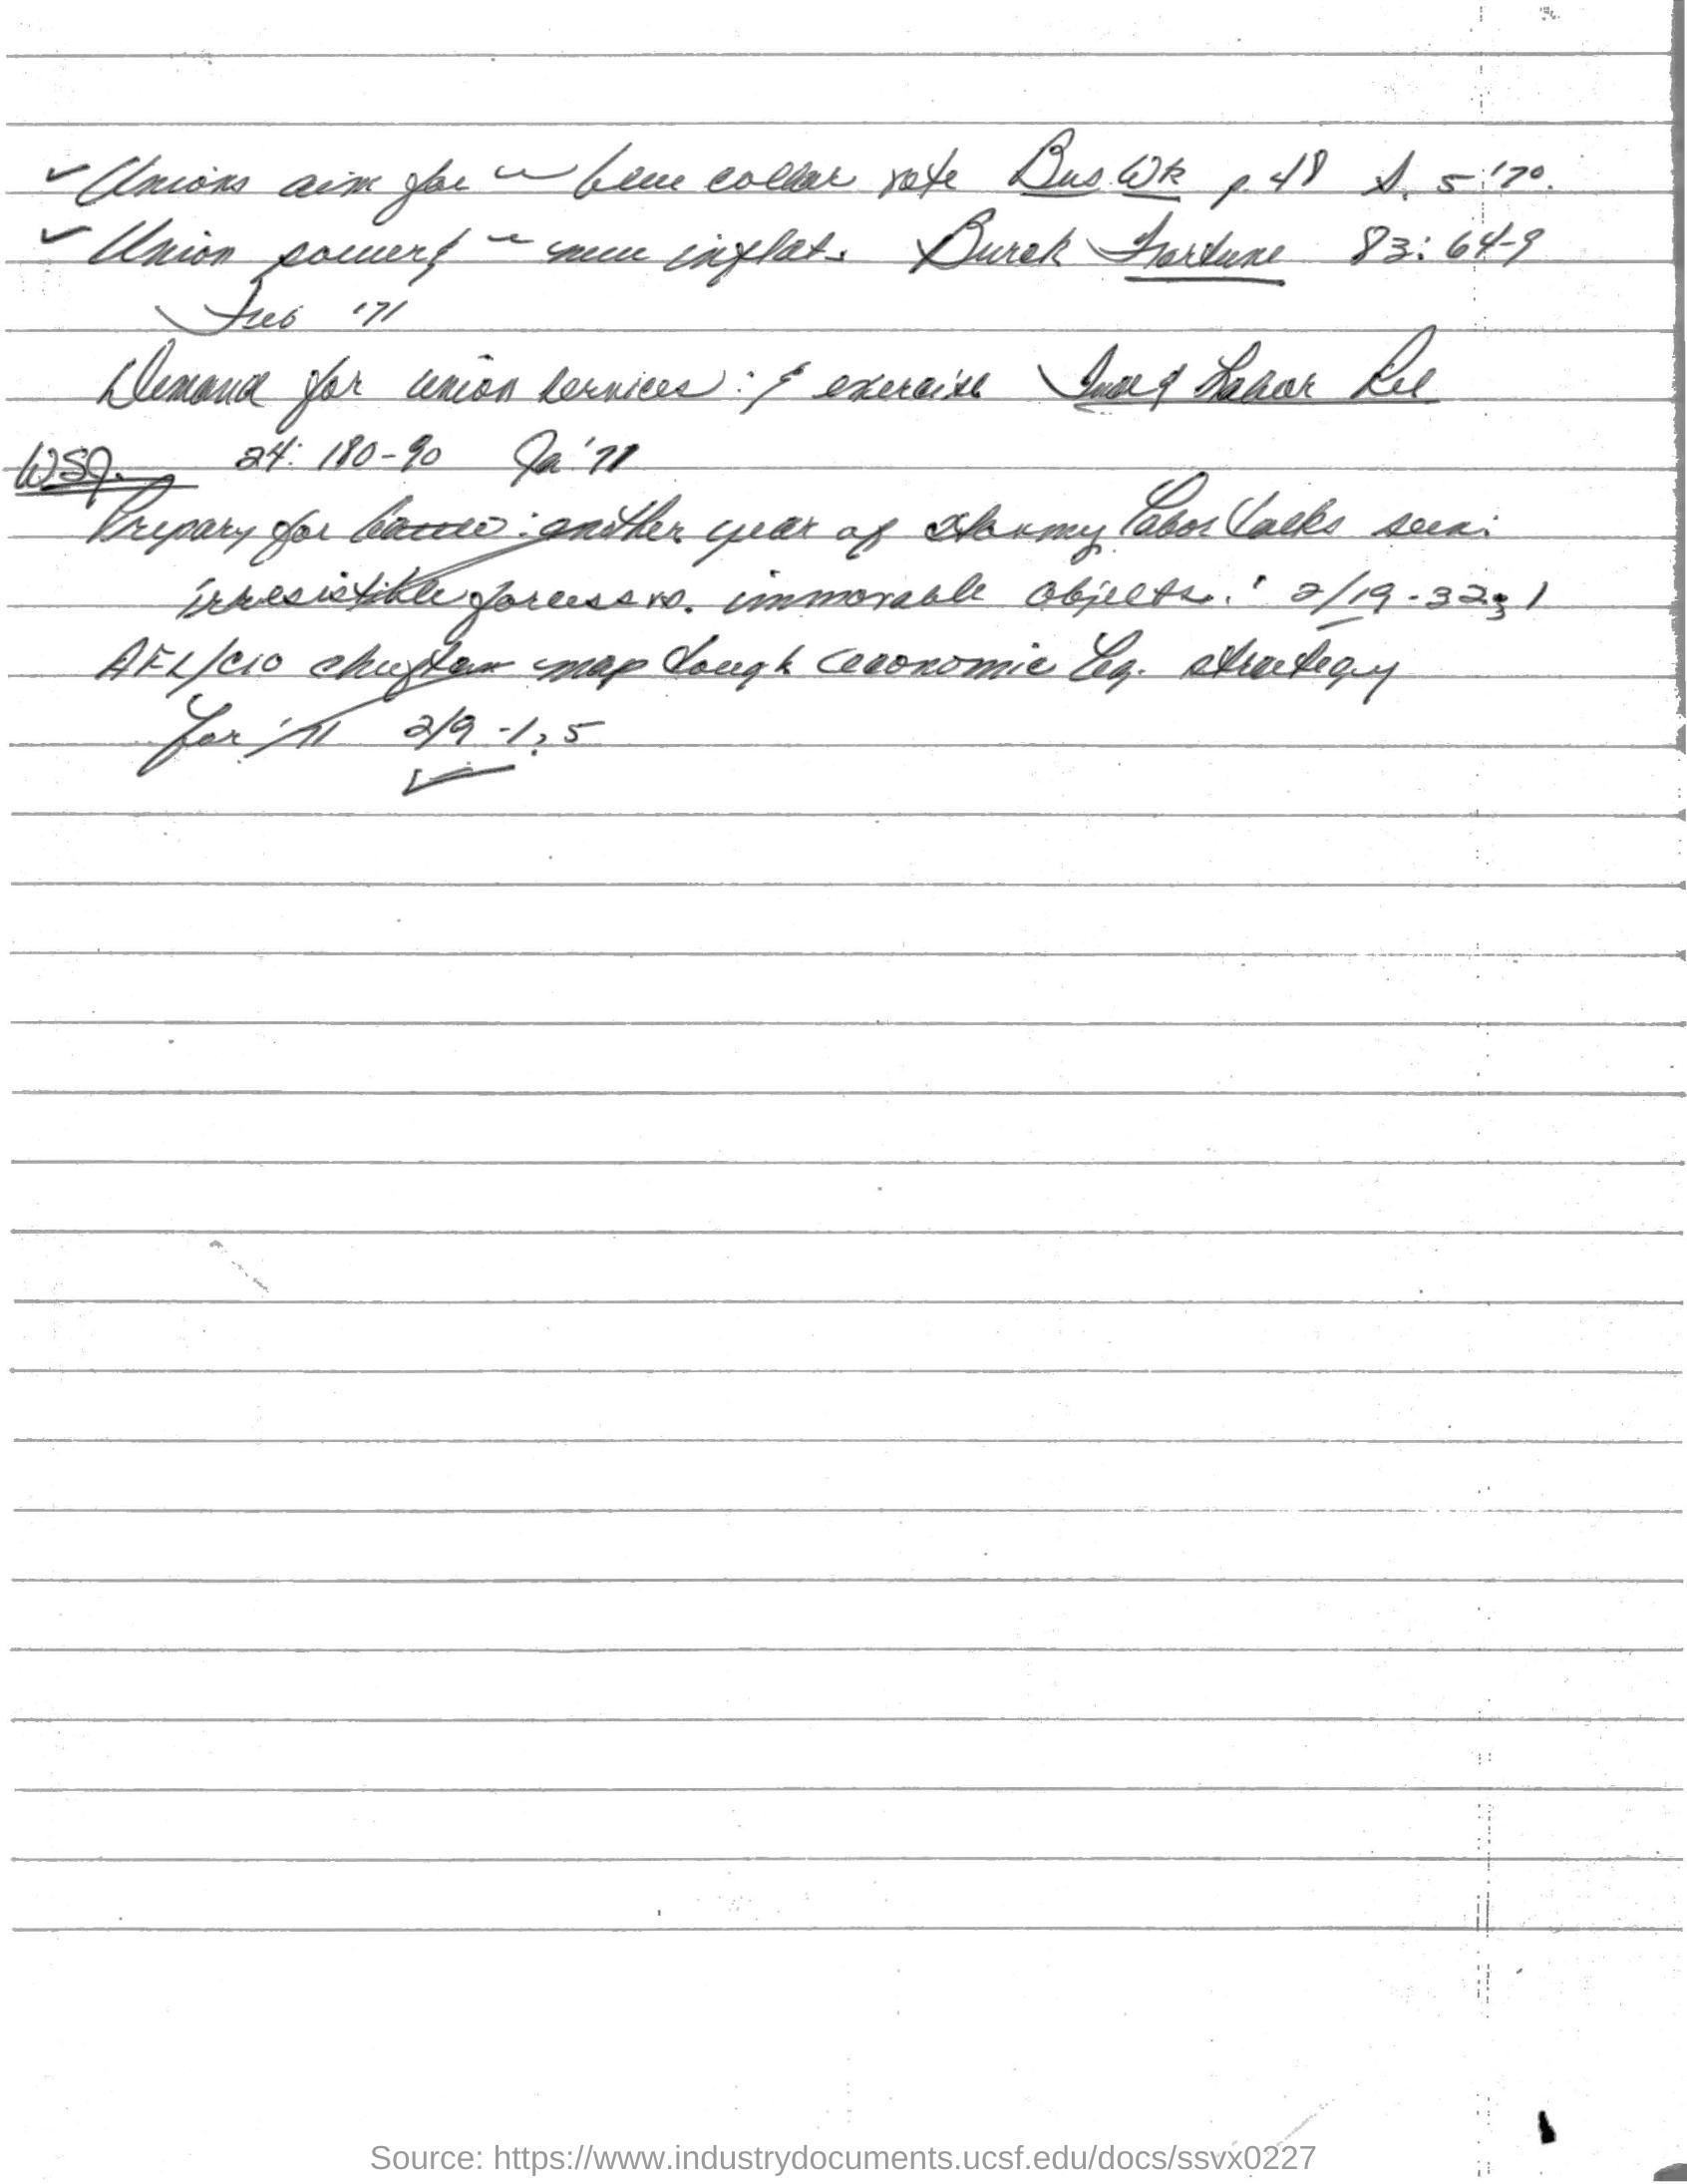 ✓ Unions aim for ~ blue collar vote Bus Wk p. 48 S. 5 '70.
✓ Union power & ~ new inflat. Burck Fortune 83: 64-9
Feb '71
Demand for union services: exercise Ind & Labor Rel
WSJ. 24: 180-90 Ja '71
Prepary for battle: another year of stormy labor talks seen:
irresistible forces vs. immovable objects. 2/19-32; 1
AFL/CIO map tough economic Leg. strategy
for '71 2/9 -1, 5
Source: https://www.industrydocuments.ucsf.edu/docs/ssvx0227